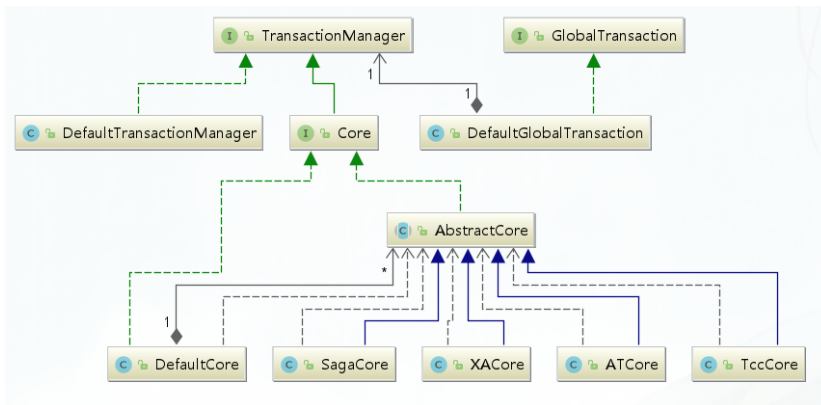 I TransactionManager
I GlobalTransaction
1
1
C DefaultTransactionManager
I Core
C DefaultGlobalTransaction
C AbstractCore
*
1
C DefaultCore
C SagaCore
C XACore
C ATCore
C TccCore